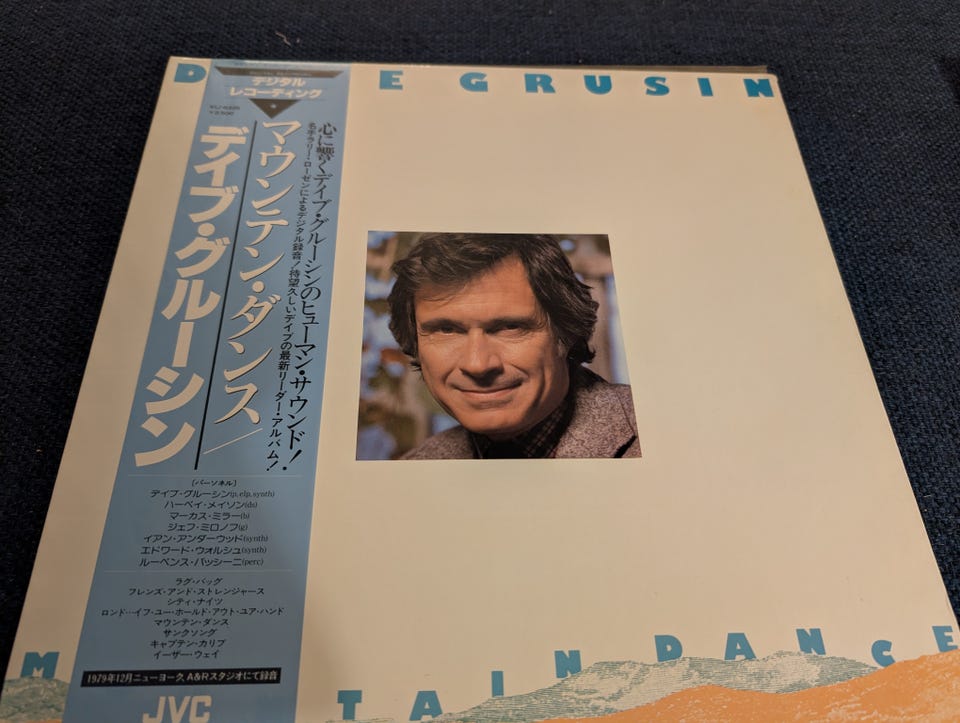 D E GRUSIN
デジタル
レコーディング
¥2,500
デイブ・グルーシン
マウンテン・ダンス/
心に響くデイブ・グルーシンのヒューマン・サウンド!
名手ラリー・ローゼンによるデジタル録音!待望久しいデイブの最新リーダー・アルバム!
[パーソネル]
デイブ・グルーシン(p, elp, synth)
ハーベイ・メイソン(ds)
マーカス・ミラー(b)
ジェフ・ミロノフ(g)
イアン・アンダーウッド(synth)
エドワード・ウォルシュ(synth)
ルーベンス・バッシーニ(perc)
ラグ・バッグ
フレンズ・アンド・ストレンジャース
シティ・ナイツ
ロンド…イフ・ユー・ホールド・アウト・ユア・ハンド
マウンテン・ダンス
サンクソング
キャプテン・カリブ
イーザー・ウェイ
1979年12月ニューヨーク、A&Rスタジオにて録音
JVC
M TAIN DANCE